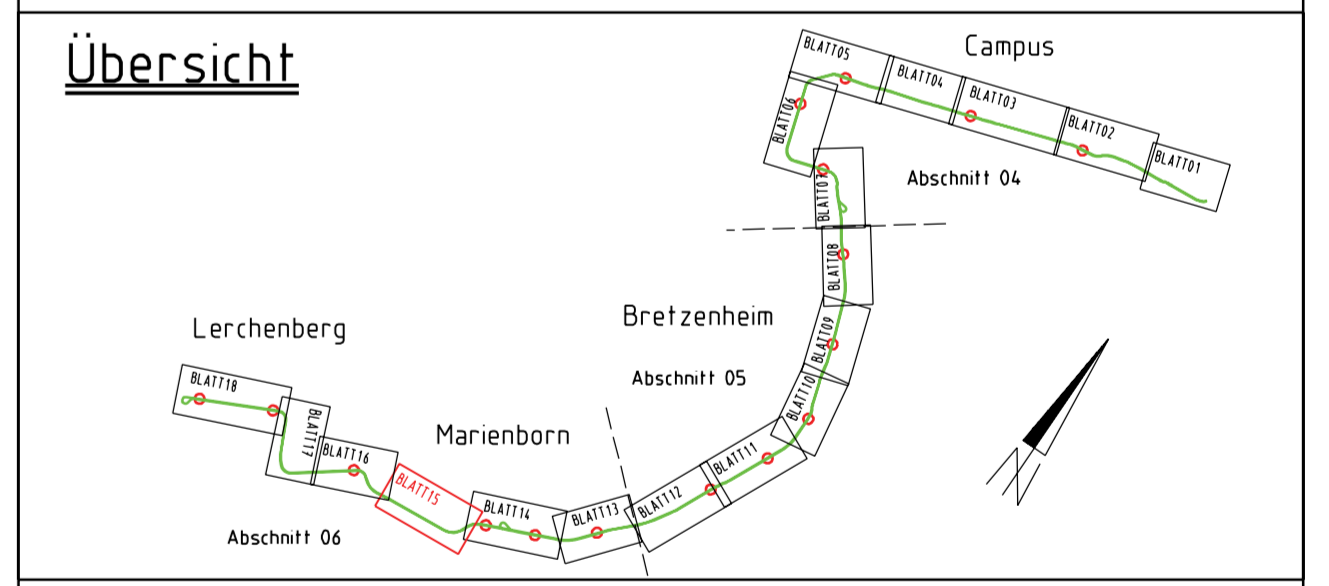 Übersicht
Campus
BLATT05
BLATT04
BLATT03
BLATT02
BLATT01
BLATT06
Abschnitt 04
BLATT07
BLATT08
Bretzenheim
BLATT09
Lerchenberg
Abschnitt 05
BLATT10
BLATT18
BLATT17
Marienborn
BLATT16
BLATT11
BLATT15
BLATT12
BLATT14
BLATT13
Abschnitt 06
N